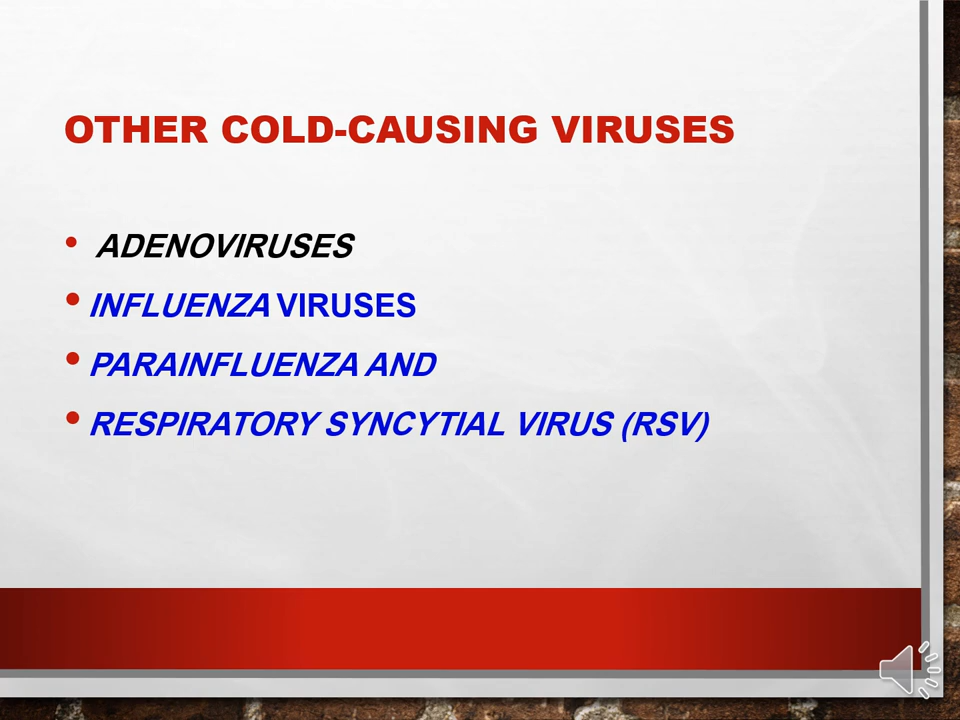 OTHER COLD-CAUSING VIRUSES
• ADENOVIRUSES
• INFLUENZA VIRUSES
• PARAINFLUENZA AND
• RESPIRATORY SYNCYTIAL VIRUS (RSV)